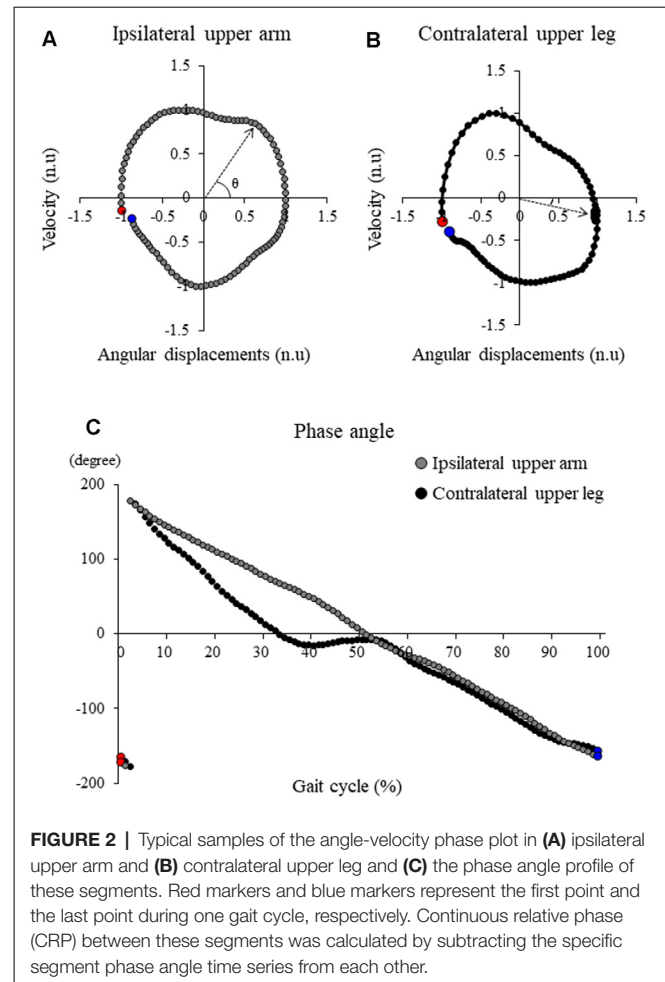 A
Ipsilateral upper arm
1.5
1
0.5
0
-1.5
-1
-0.5
0
0.5
1
1.5
θ
-0.5
-1
-1.5
Velocity (n.u)
Angular displacements (n.u)
B
Contralateral upper leg
1.5
1
0.5
0
-1.5
-1
-0.5
0
0.5
1
1.5
-0.5
-1
-1.5
Velocity (n.u)
Angular displacements (n.u)
C
Phase angle
(degree)
Ipsilateral upper arm
Contralateral upper leg
200
100
0
-100
-200
0 10 20 30 40 50 60 70 80 90 100
Gait cycle (%)
FIGURE 2 | Typical samples of the angle-velocity phase plot in (A) ipsilateral
upper arm and (B) contralateral upper leg and (C) the phase angle profile of
these segments. Red markers and blue markers represent the first point and
the last point during one gait cycle, respectively. Continuous relative phase
(CRP) between these segments was calculated by subtracting the specific
segment phase angle time series from each other.